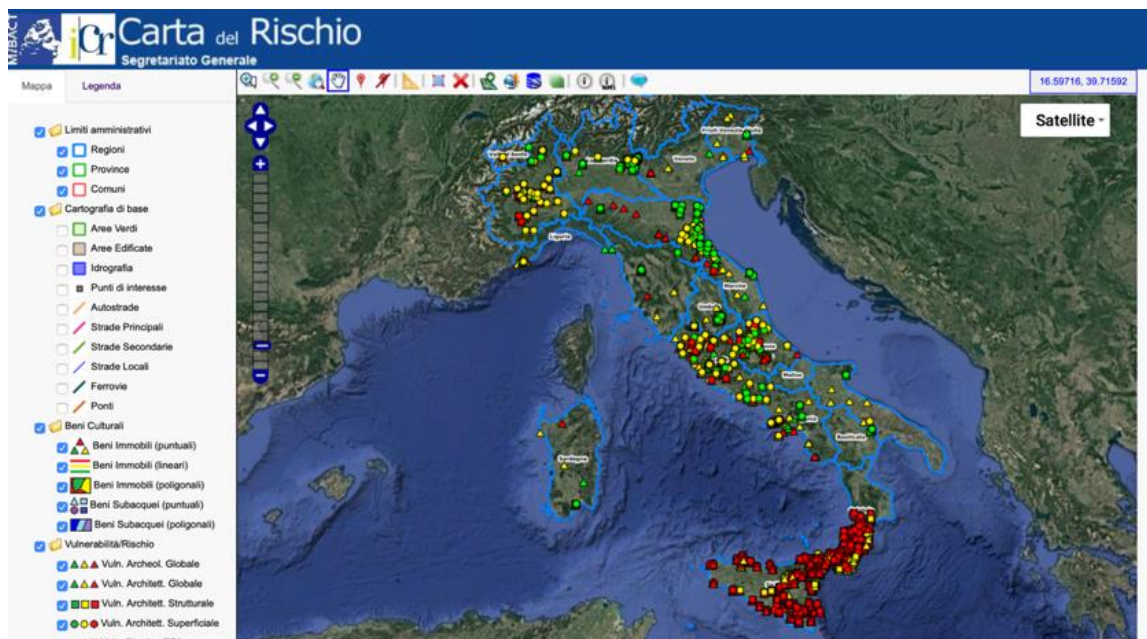 MiBACT
iCr
Carta del Rischio
Segretariato Generale
Mappa
Legenda
16.59716, 39.71592
Satellite
Limiti amministrativi
Regioni
Province
Comuni
Cartografia di base
Aree Verdi
Aree Edificate
Idrografia
Punti di interesse
Autostrade
Strade Principali
Strade Secondarie
Strade Locali
Ferrovie
Ponti
Beni Culturali
Beni Immobili (puntuali)
Beni Immobili (lineari)
Beni Immobili (poligonali)
Beni Subacquei (puntuali)
Beni Subacquei (poligonali)
Vulnerabilità/Rischio
Vuln. Archeol. Globale
Vuln. Architett. Globale
Vuln. Architett. Strutturale
Vuln. Architett. Superficiale
Veneto
Liguria
Marche
Molise
Basilicata
Sardegna